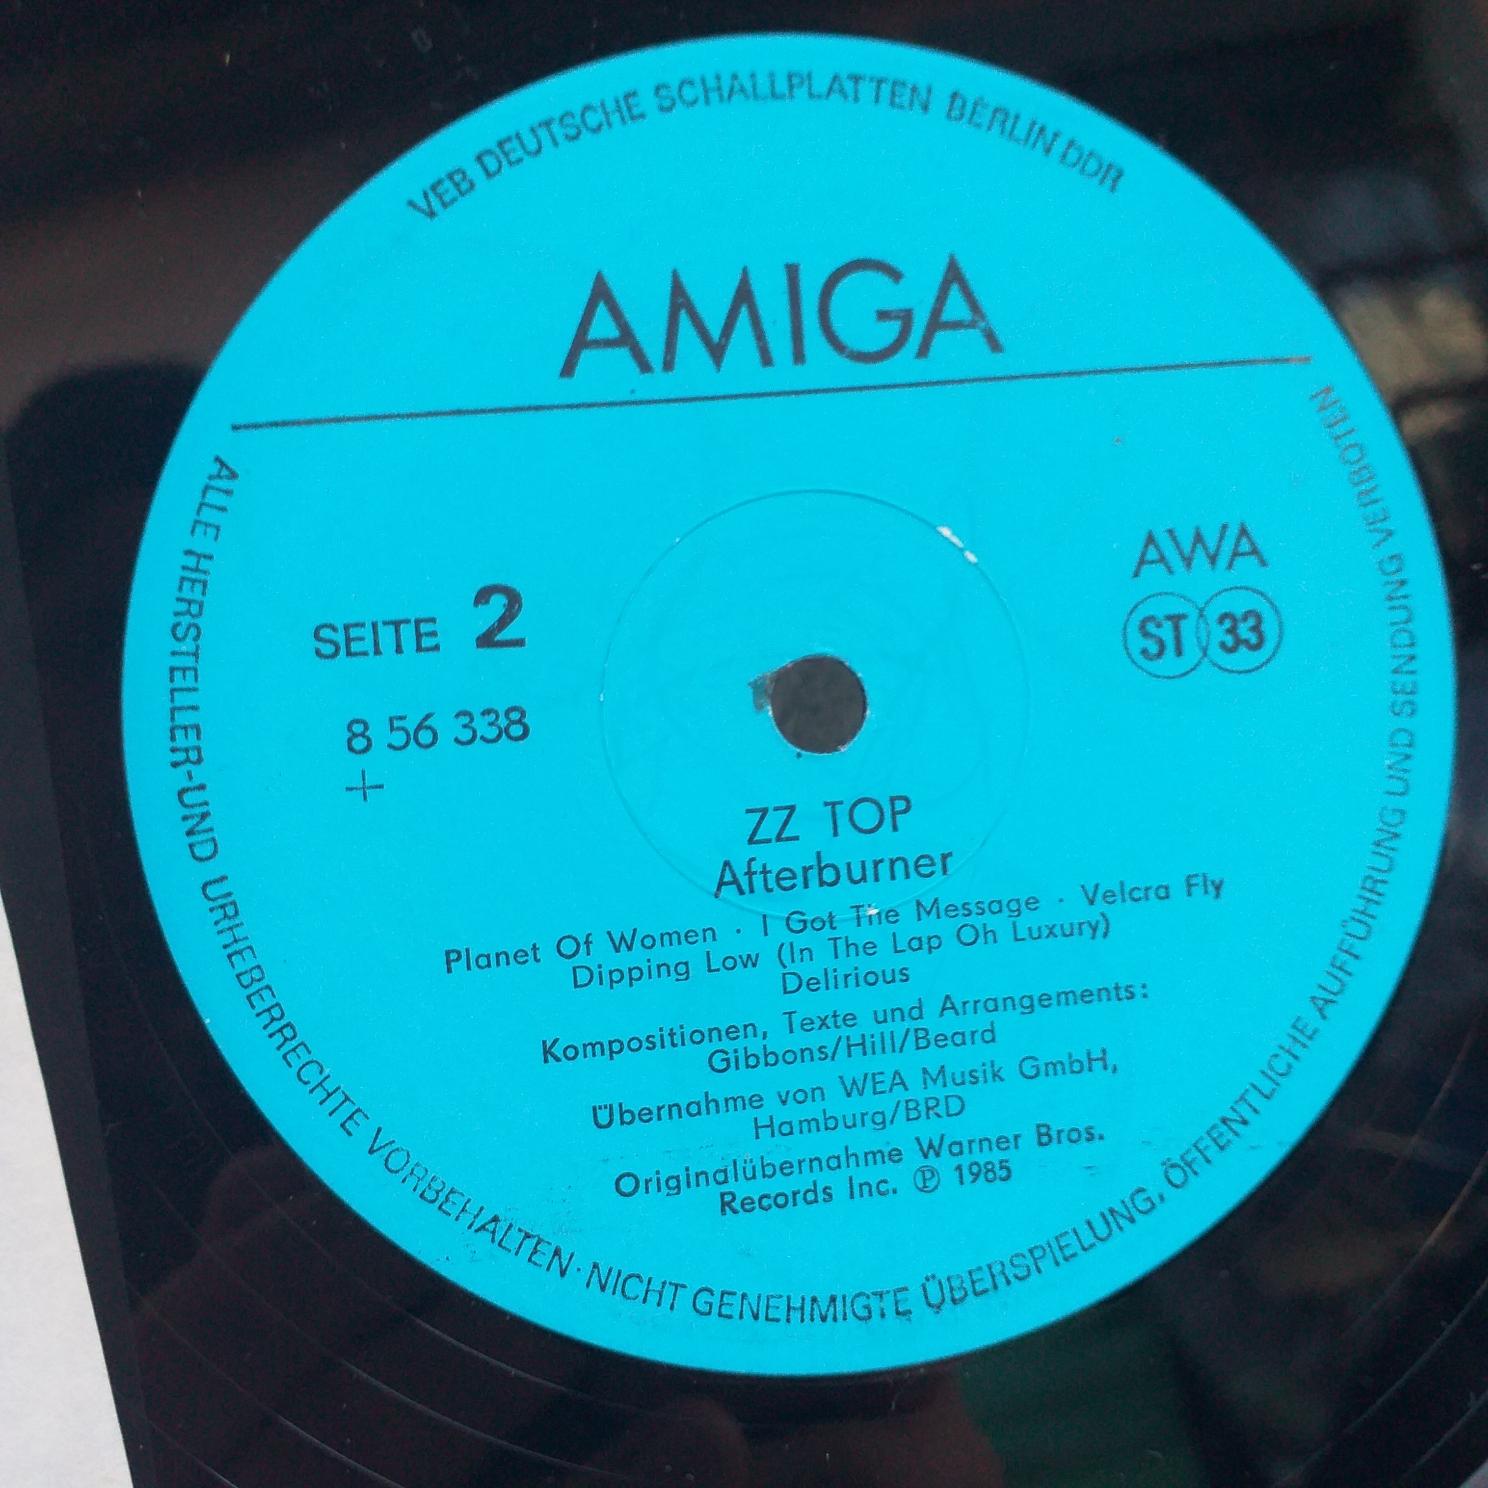 VEB DEUTSCHE SCHALLPLATTEN BERLIN DDR
AMIGA
AWA
ST 33
SEITE 2
8 56 338
+
ZZ TOP
Afterburner
Planet Of Women · I Got The Message · Velcra Fly
Dipping Low (In The Lap Oh Luxury)
Delirious
Kompositionen, Texte und Arrangements:
Gibbons/Hill/Beard
Übernahme von WEA Musik GmbH,
Hamburg/BRD
Originalübernahme Warner Bros.
Records Inc. Ⓟ 1985
ALLE HERSTELLER-UND URHEBERRECHTE VORBEHALTEN·NICHT GENEHMIGTE ÜBERSPIELUNG, ÖFFENTLICHE AUFFÜHRUNG UND SENDUNG VERBOTEN